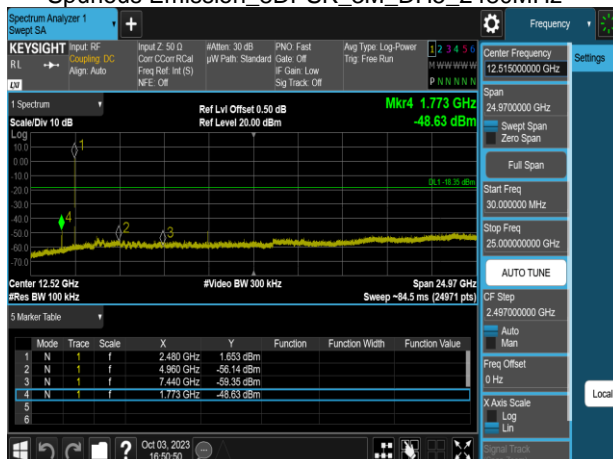 Spurious Emission_8DPSK_3M_DH5_2480MHz
Spectrum Analyzer 1
Swept SA
Frequency
KEYSIGHT
RL
Input: RF
Coupling: DC
Align: Auto
Input Z: 50 Ω
Corr CCorr RCal
Freq Ref: Int (S)
NFE: Off
#Atten: 30 dB
µW Path: Standard
PNO: Fast
Gate: Off
IF Gain: Low
Sig Track: Off
Avg Type: Log-Power
Trig: Free Run
1 2 3 4 5 6
M W W W W W
P N N N N N
1 Spectrum
Scale/Div 10 dB
Ref Lvl Offset 0.50 dB
Ref Level 20.00 dBm
Mkr4 1.773 GHz
-48.63 dBm
Log
10.0
0.00
-10.0
-20.0
-30.0
-40.0
-50.0
-60.0
-70.0
1
2
3
4
DL1 -18.35 dBm
Center 12.52 GHz
#Res BW 100 kHz
#Video BW 300 kHz
Span 24.97 GHz
Sweep ~84.5 ms (24971 pts)
5 Marker Table
Mode Trace Scale X Y Function Function Width Function Value
1 N 1 f 2.480 GHz 1.653 dBm
2 N 1 f 4.960 GHz -56.14 dBm
3 N 1 f 7.440 GHz -59.35 dBm
4 N 1 f 1.773 GHz -48.63 dBm
5
6
Oct 03, 2023
16:50:50
Center Frequency
12.515000000 GHz
Span
24.9700000 GHz
Swept Span
Zero Span
Full Span
Start Freq
30.000000 MHz
Stop Freq
25.000000000 GHz
AUTO TUNE
CF Step
2.497000000 GHz
Auto
Man
Freq Offset
0 Hz
X Axis Scale
Log
Lin
Signal Track
Settings
Local